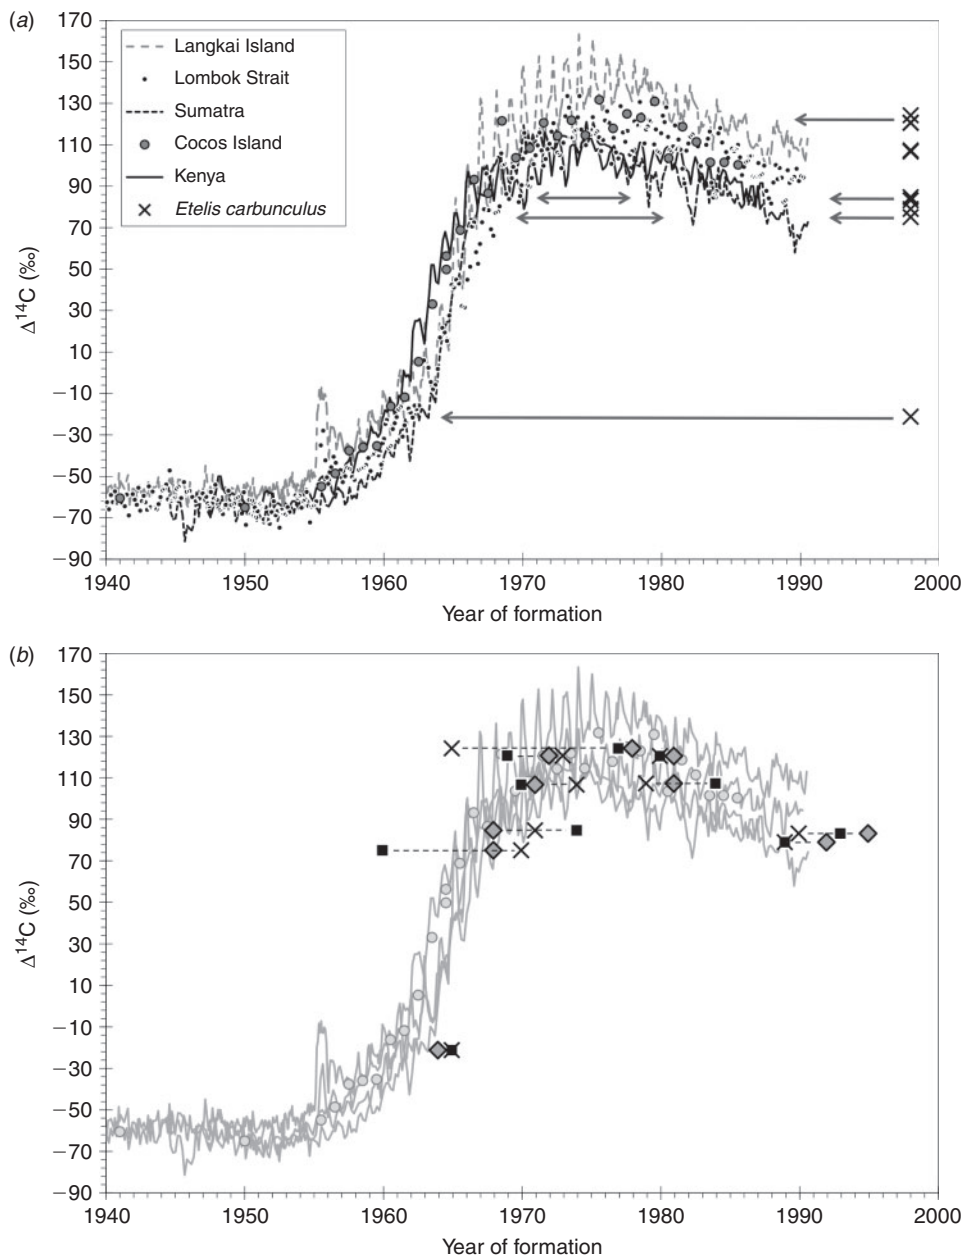 (a)
170
150
130
110
90
70
50
30
10
−10
−30
−50
−70
−90
Δ¹⁴C (‰)
Langkai Island
Lombok Strait
Sumatra
Cocos Island
Kenya
Etelis carbunculus
1940 1950 1960 1970 1980 1990 2000
Year of formation
(b)
170
150
130
110
90
70
50
30
10
−10
−30
−50
−70
−90
Δ¹⁴C (‰)
1940 1950 1960 1970 1980 1990 2000
Year of formation